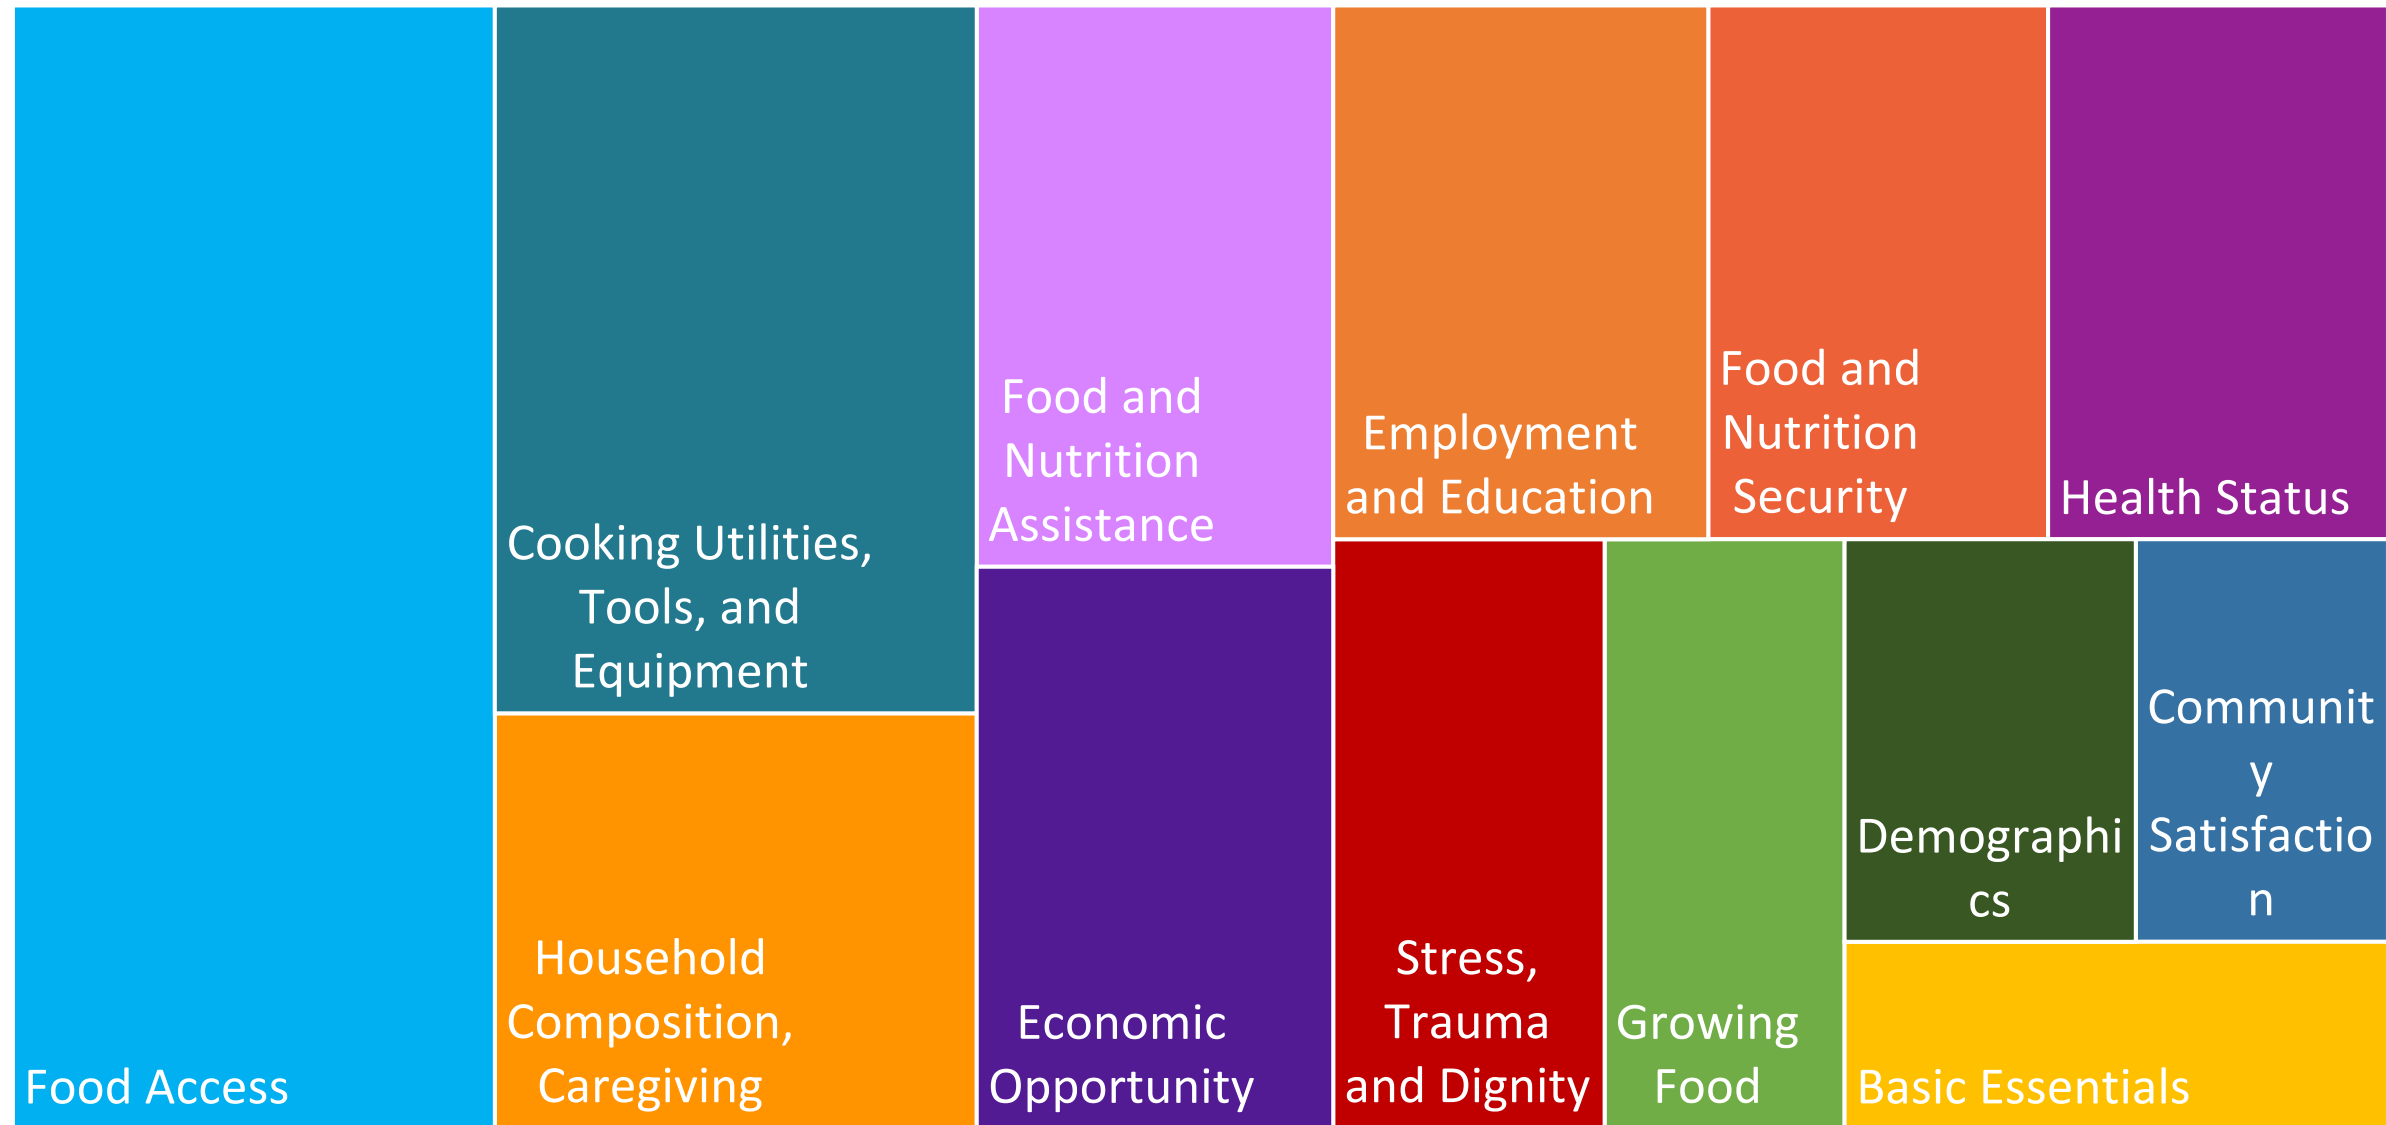 Food Access
Cooking Utilities,
Tools, and
Equipment
Household
Composition,
Caregiving
Food and
Nutrition
Assistance
Economic
Opportunity
Employment
and Education
Food and
Nutrition
Security
Health Status
Stress,
Trauma
and Dignity
Growing
Food
Demographi
cs
Communit
y
Satisfactio
n
Basic Essentials